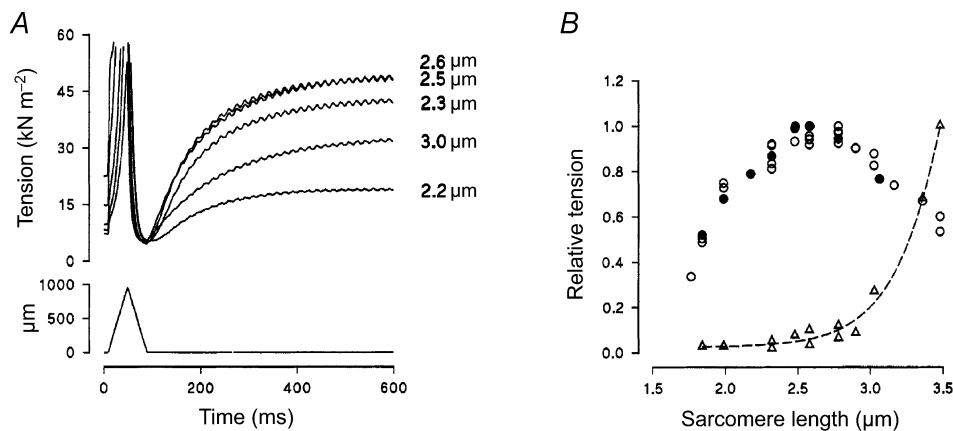 A
60
45
30
15
0
Tension (kN m⁻²)
2.6 µm
2.5 µm
2.3 µm
3.0 µm
2.2 µm
1000
500
0
µm
0
200
400
600
Time (ms)
B
1.2
1.0
0.8
0.6
0.4
0.2
0.0
Relative tension
1.5
2.0
2.5
3.0
3.5
Sarcomere length (µm)